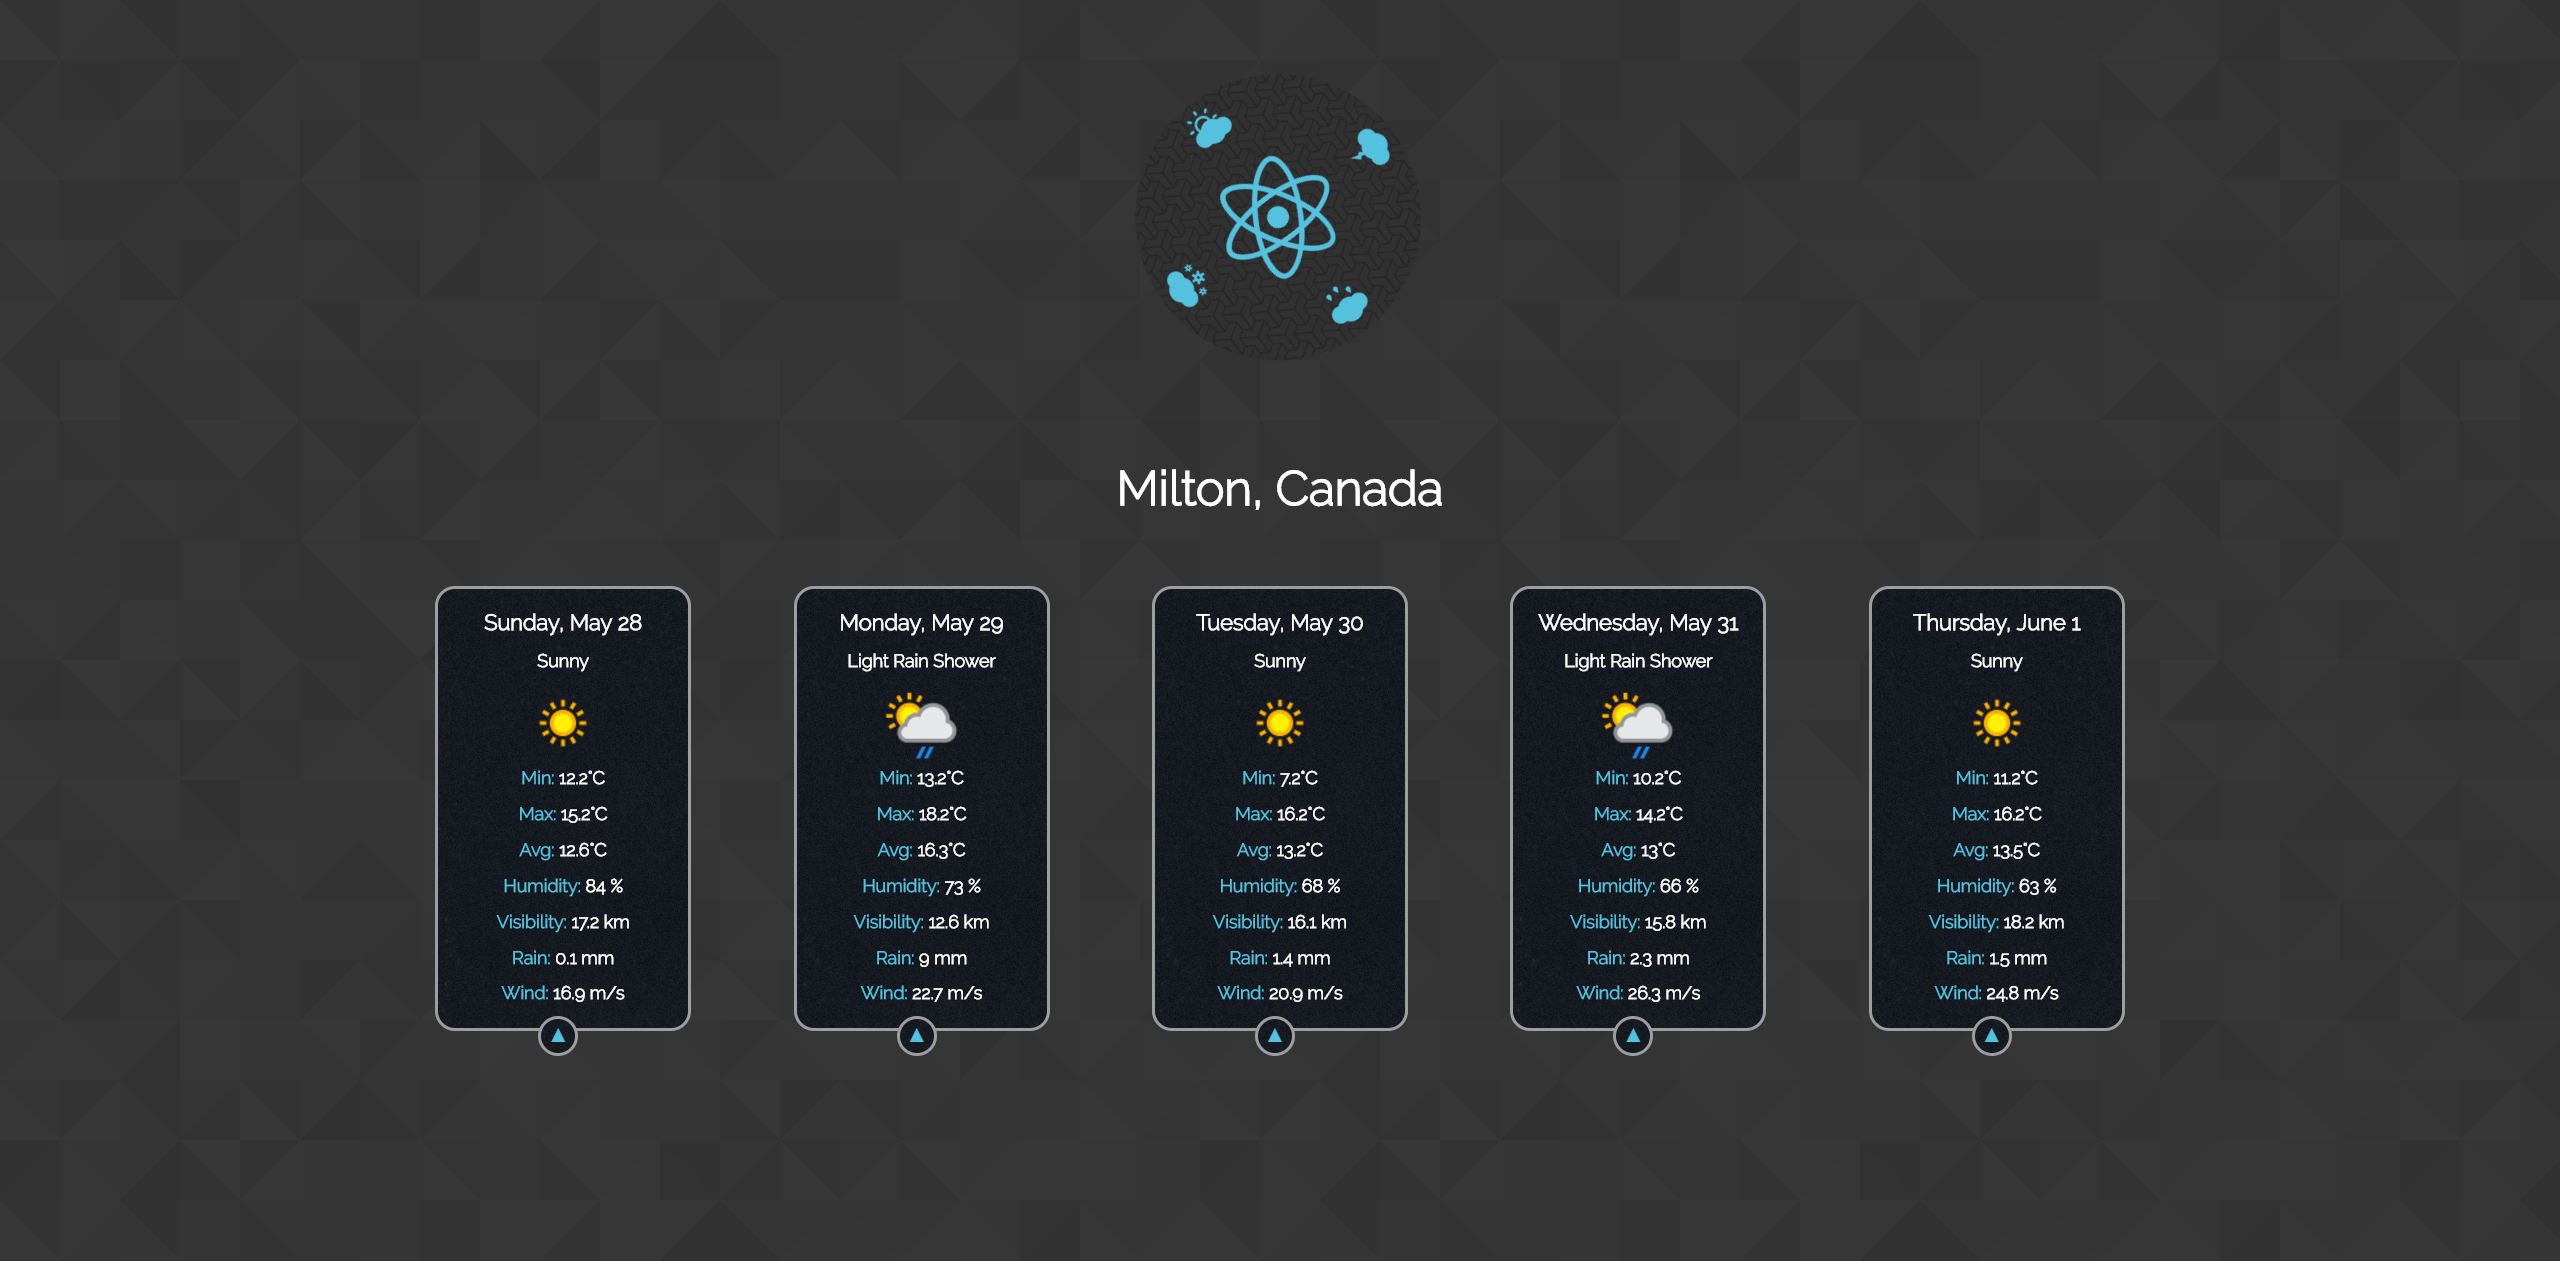 Milton, Canada
Sunday, May 28
Sunny
Min: 12.2°C
Max: 15.2°C
Avg: 12.6°C
Humidity: 84 %
Visibility: 17.2 km
Rain: 0.1 mm
Wind: 16.9 m/s
Monday, May 29
Light Rain Shower
Min: 13.2°C
Max: 18.2°C
Avg: 16.3°C
Humidity: 73 %
Visibility: 12.6 km
Rain: 9 mm
Wind: 22.7 m/s
Tuesday, May 30
Sunny
Min: 7.2°C
Max: 16.2°C
Avg: 13.2°C
Humidity: 68 %
Visibility: 16.1 km
Rain: 1.4 mm
Wind: 20.9 m/s
Wednesday, May 31
Light Rain Shower
Min: 10.2°C
Max: 14.2°C
Avg: 13°C
Humidity: 66 %
Visibility: 15.8 km
Rain: 2.3 mm
Wind: 26.3 m/s
Thursday, June 1
Sunny
Min: 11.2°C
Max: 16.2°C
Avg: 13.5°C
Humidity: 63 %
Visibility: 18.2 km
Rain: 1.5 mm
Wind: 24.8 m/s